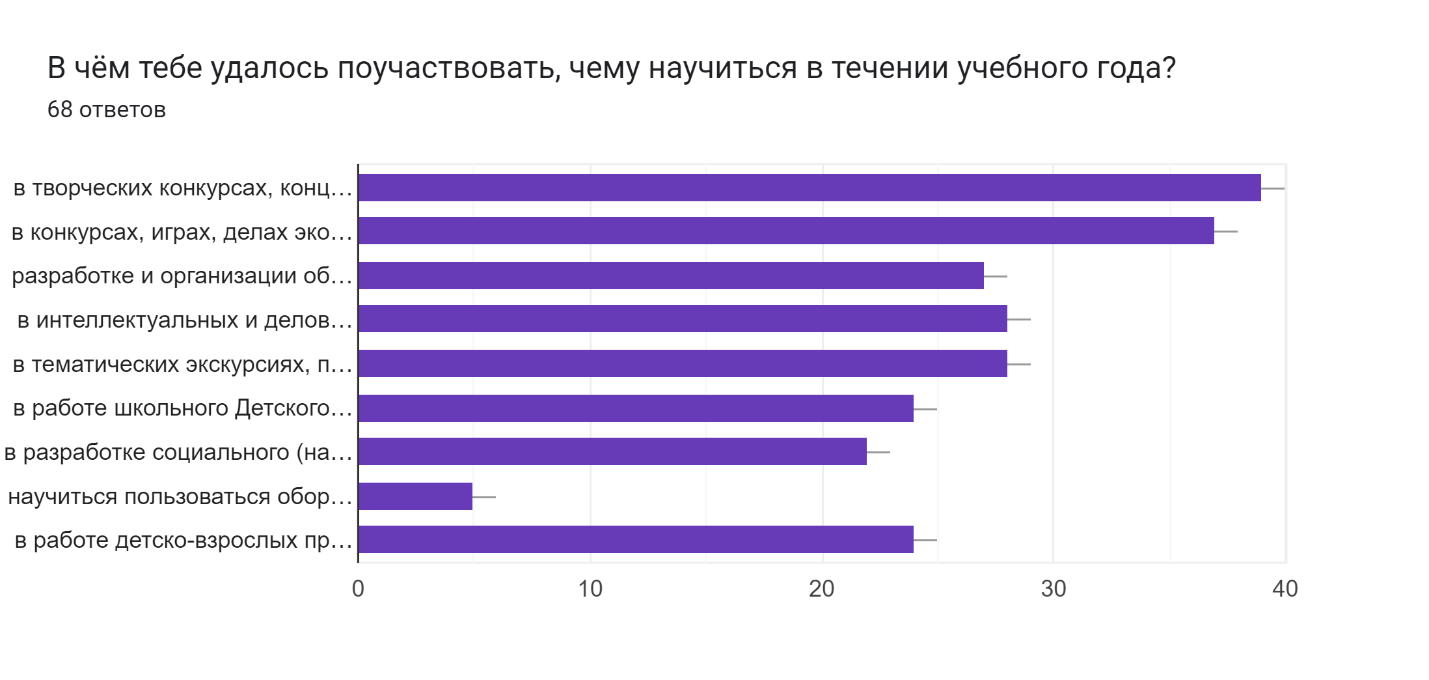 В чём тебе удалось поучаствовать, чему научиться в течении учебного года?
68 ответов
в творческих конкурсах, конц…
в конкурсах, играх, делах эко…
разработке и организации об…
в интеллектуальных и делов…
в тематических экскурсиях, п…
в работе школьного Детского…
в разработке социального (на…
научиться пользоваться обор…
в работе детско-взрослых пр…
0 10 20 30 40